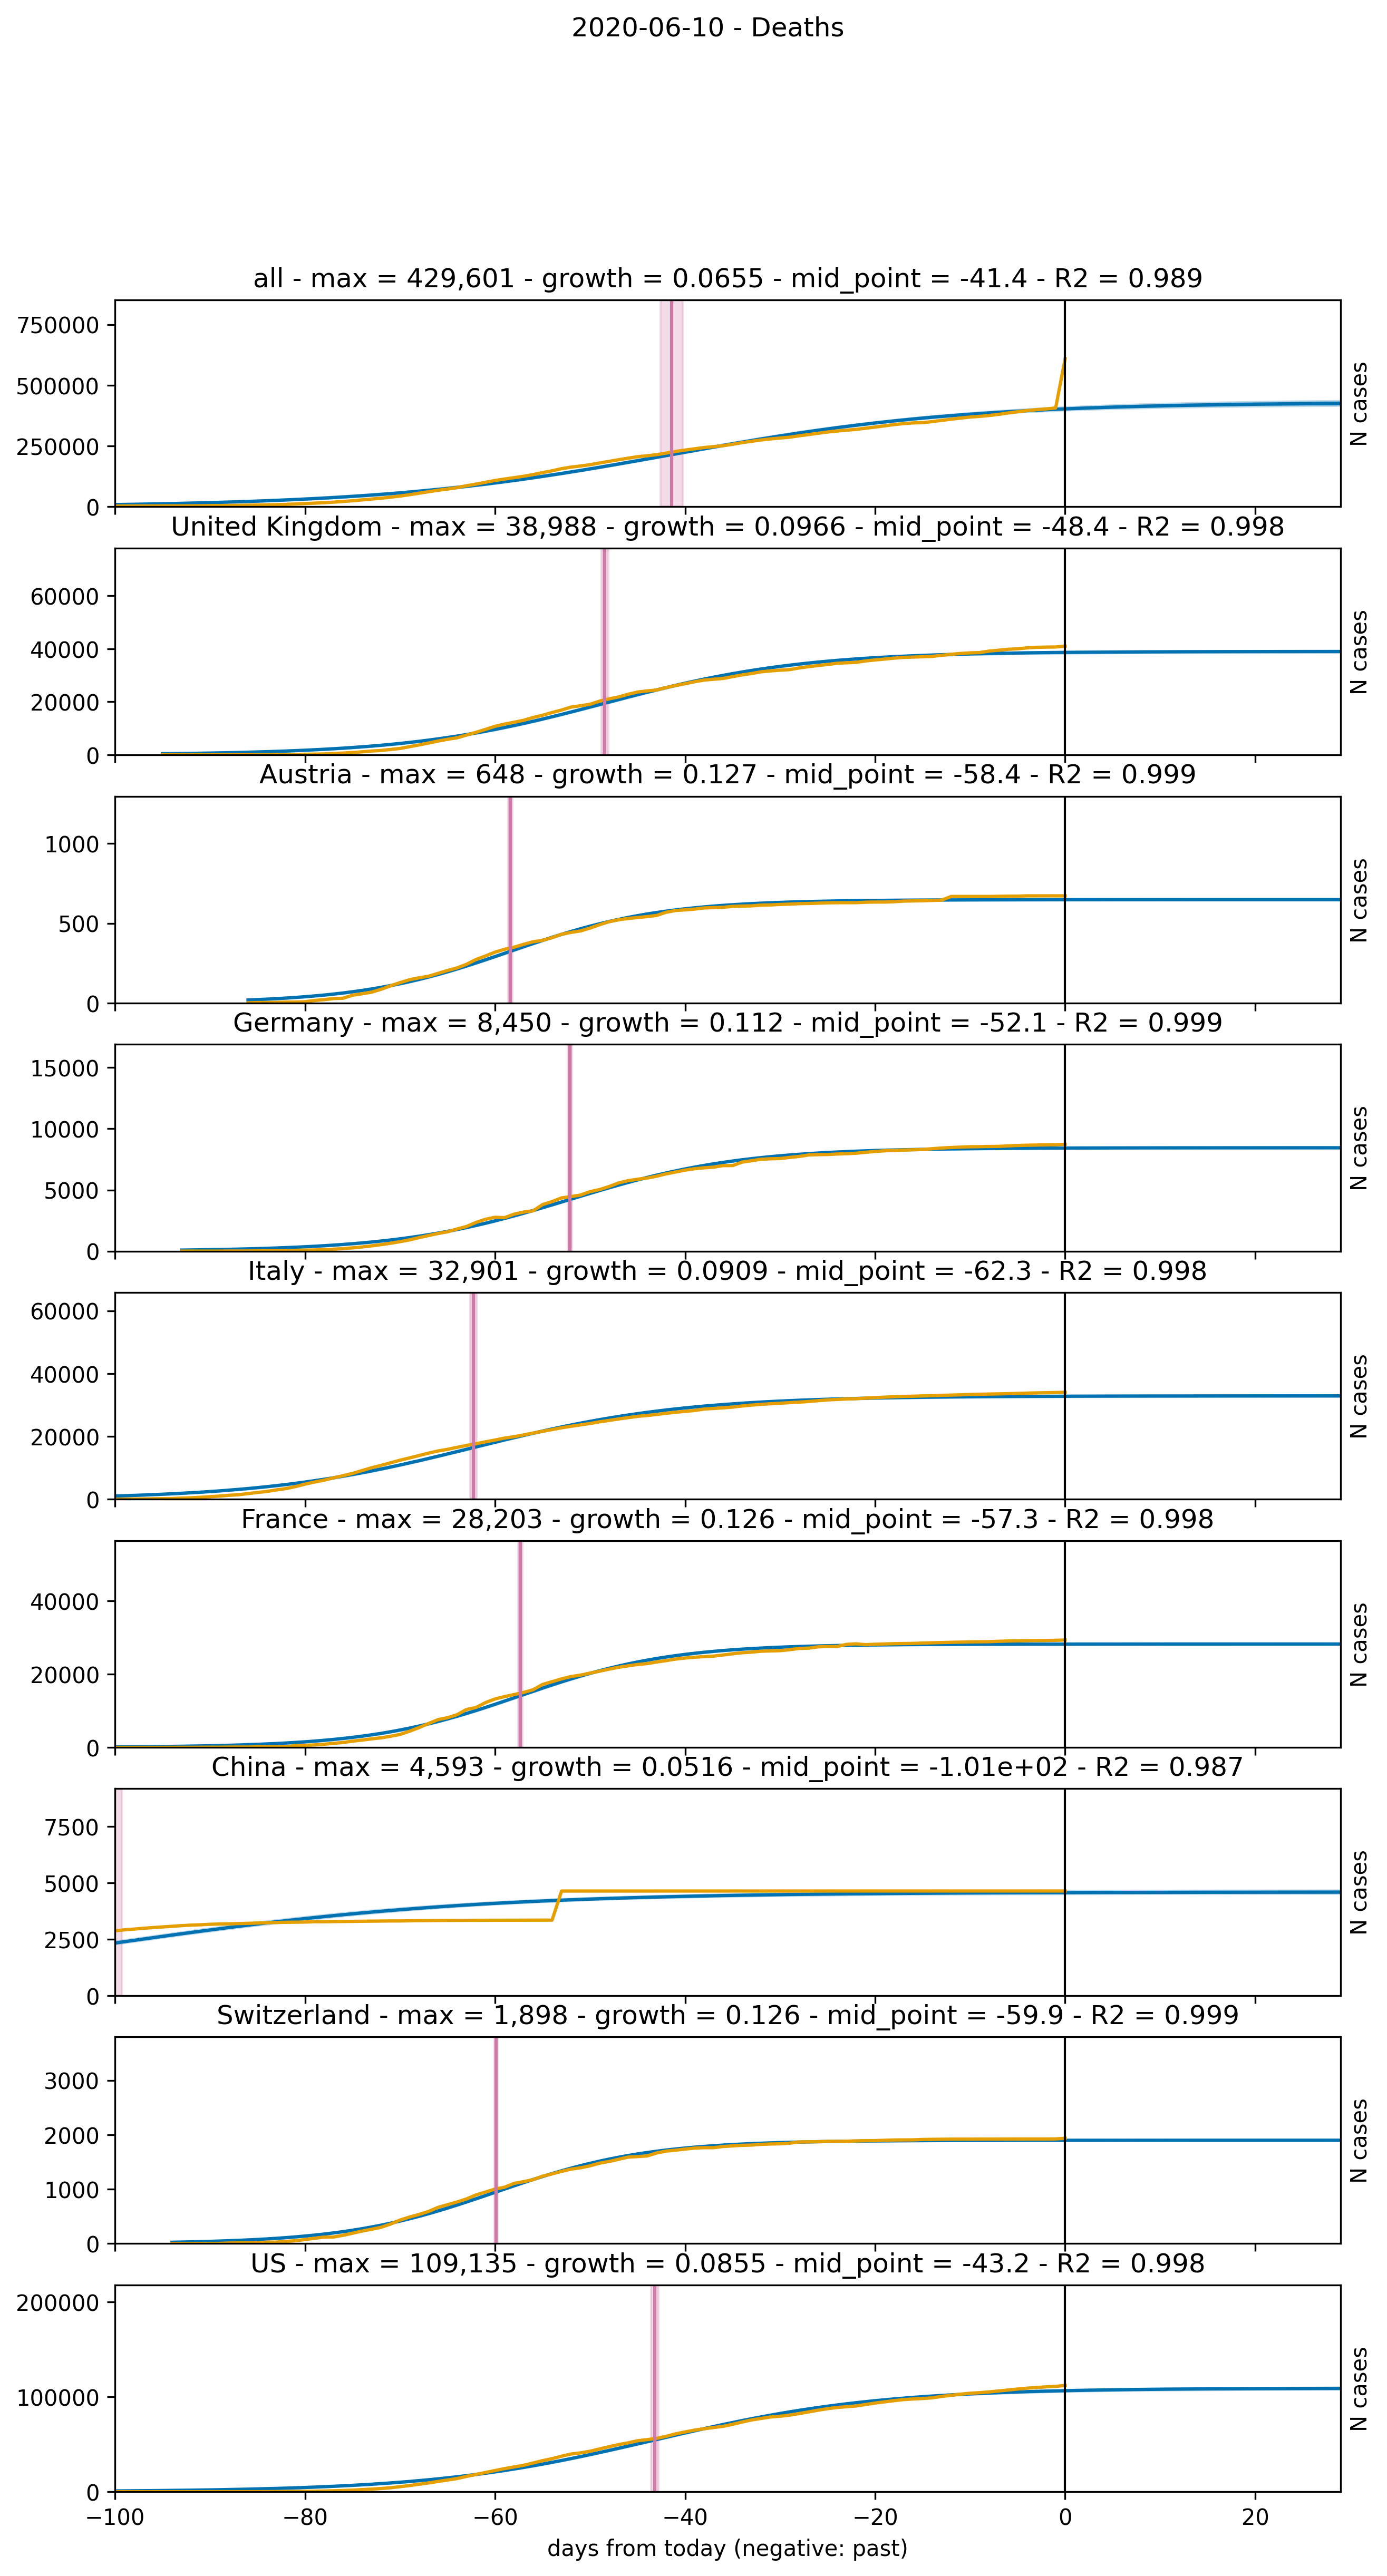 2020-06-10 - Deaths
all - max = 429,601 - growth = 0.0655 - mid_point = -41.4 - R2 = 0.989
750000
500000
250000
0
N cases
United Kingdom - max = 38,988 - growth = 0.0966 - mid_point = -48.4 - R2 = 0.998
60000
40000
20000
0
N cases
Austria - max = 648 - growth = 0.127 - mid_point = -58.4 - R2 = 0.999
1000
500
0
N cases
Germany - max = 8,450 - growth = 0.112 - mid_point = -52.1 - R2 = 0.999
15000
10000
5000
0
N cases
Italy - max = 32,901 - growth = 0.0909 - mid_point = -62.3 - R2 = 0.998
60000
40000
20000
0
N cases
France - max = 28,203 - growth = 0.126 - mid_point = -57.3 - R2 = 0.998
40000
20000
0
N cases
China - max = 4,593 - growth = 0.0516 - mid_point = -1.01e+02 - R2 = 0.987
7500
5000
2500
0
N cases
Switzerland - max = 1,898 - growth = 0.126 - mid_point = -59.9 - R2 = 0.999
3000
2000
1000
0
N cases
US - max = 109,135 - growth = 0.0855 - mid_point = -43.2 - R2 = 0.998
200000
100000
0
N cases
−100 −80 −60 −40 −20 0 20
days from today (negative: past)